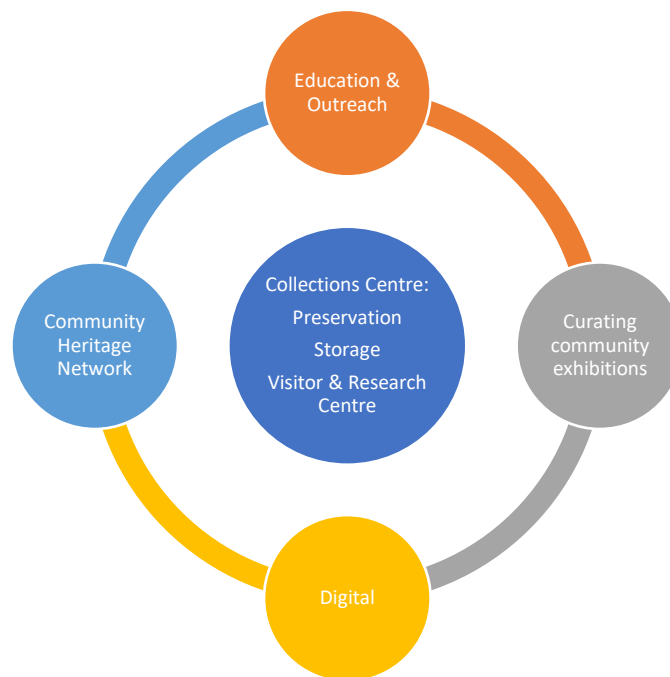 Education &
Outreach
Collections Centre:
Preservation
Storage
Visitor & Research
Centre
Community
Heritage
Network
Curating
community
exhibitions
Digital